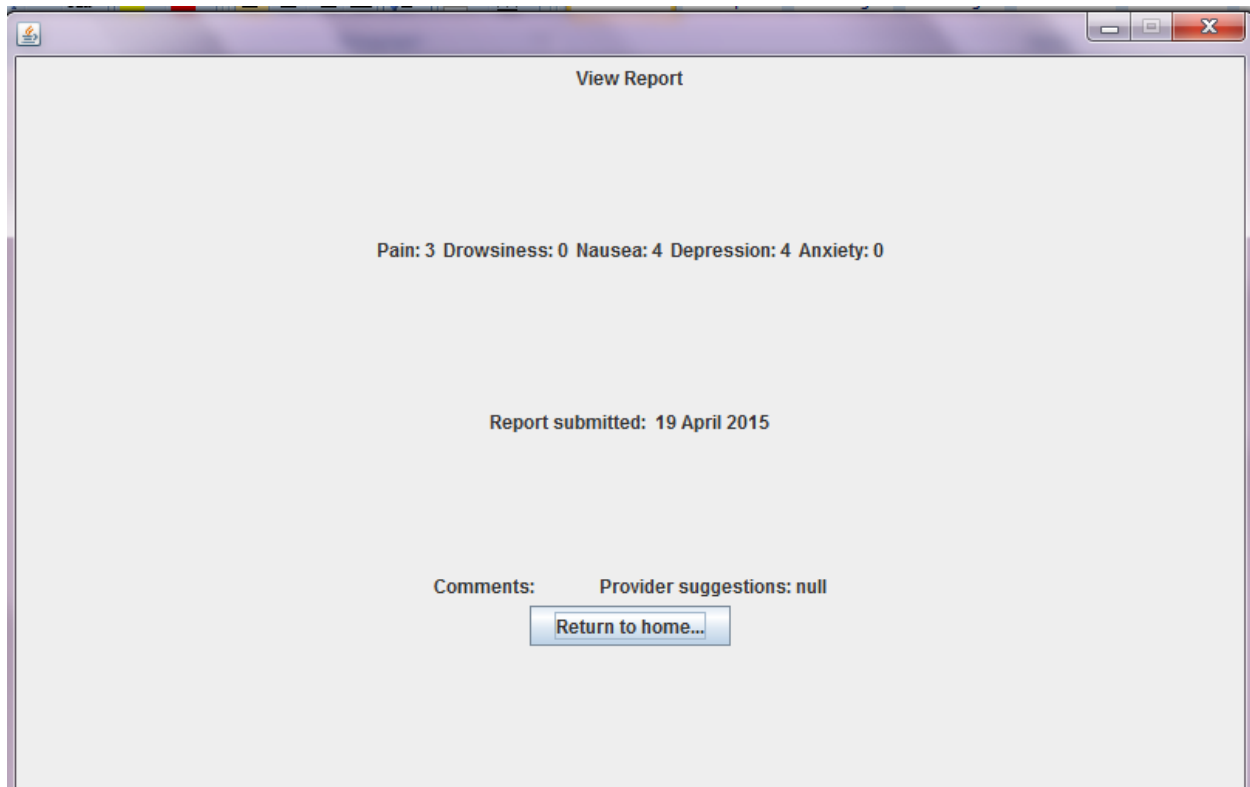 View Report
Pain: 3 Drowsiness: 0 Nausea: 4 Depression: 4 Anxiety: 0
Report submitted: 19 April 2015
Comments: Provider suggestions: null
Return to home...